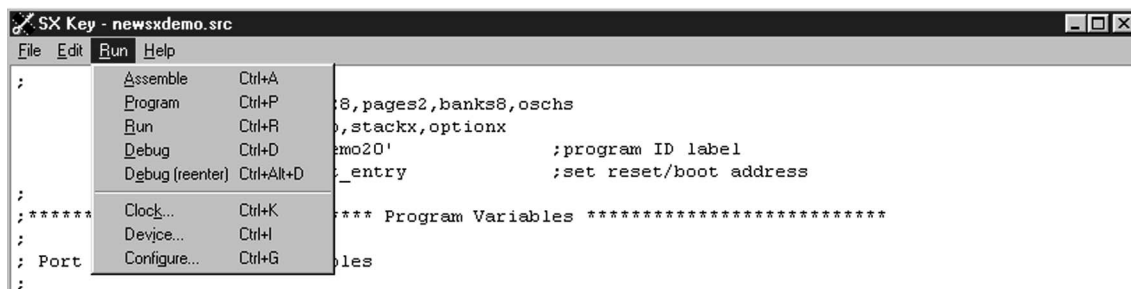 SX Key - newsxdemo.src
File Edit Run Help
Assemble Ctrl+A
Program Ctrl+P
Run Ctrl+R
Debug Ctrl+D
Debug (reenter) Ctrl+Alt+D
Clock... Ctrl+K
Device... Ctrl+I
Configure... Ctrl+G
;
8,pages2,banks8,oschs
,stackx,optionx
emo20' ;program ID label
_entry ;set reset/boot address
;
;****** **** Program Variables ***************************
;
; Port bles
;